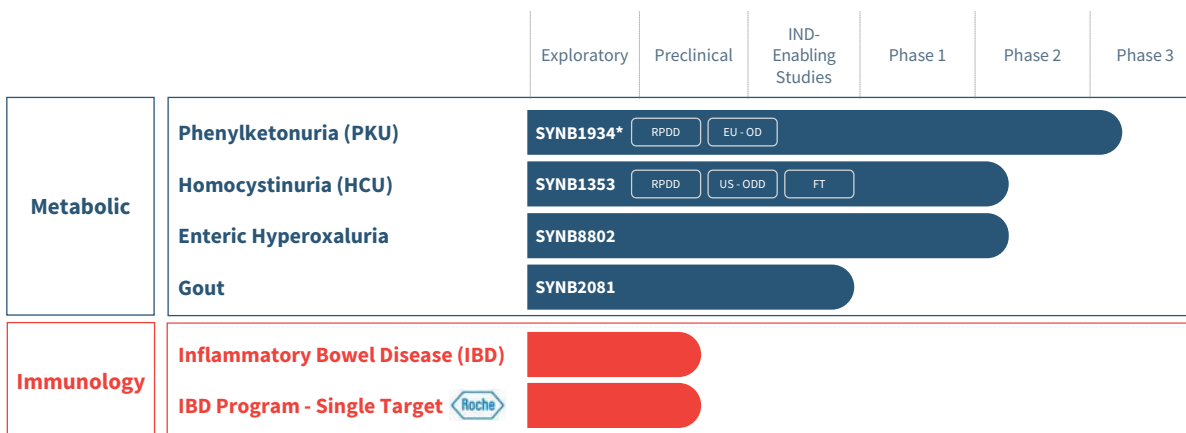 Exploratory
Preclinical
IND-
Enabling
Studies
Phase 1
Phase 2
Phase 3
Metabolic
Phenylketonuria (PKU)
SYNB1934*
RPDD
EU - OD
Homocystinuria (HCU)
SYNB1353
RPDD
US - ODD
FT
Enteric Hyperoxaluria
SYNB8802
Gout
SYNB2081
Immunology
Inflammatory Bowel Disease (IBD)
IBD Program - Single Target
Roche